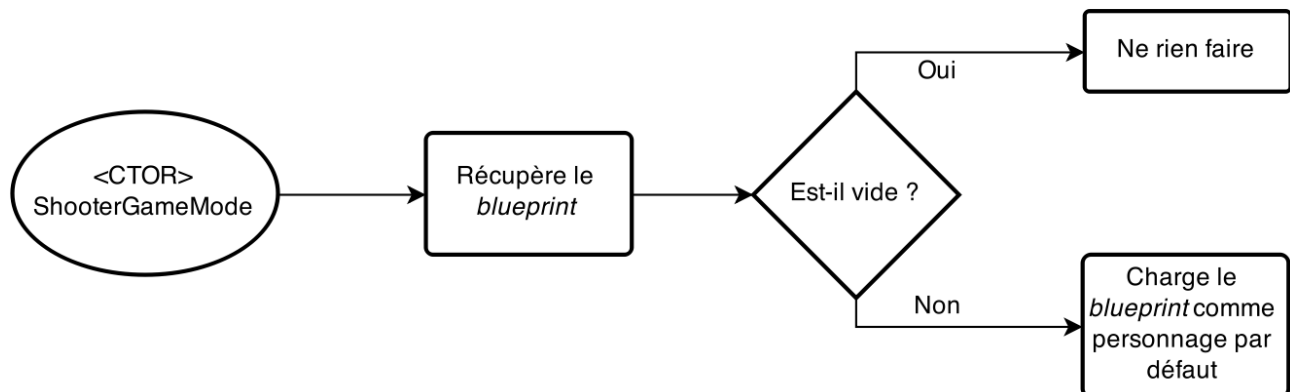 <CTOR>
ShooterGameMode
Récupère le
blueprint
Est-il vide ?
Oui
Ne rien faire
Non
Charge le
blueprint comme
personnage par
défaut